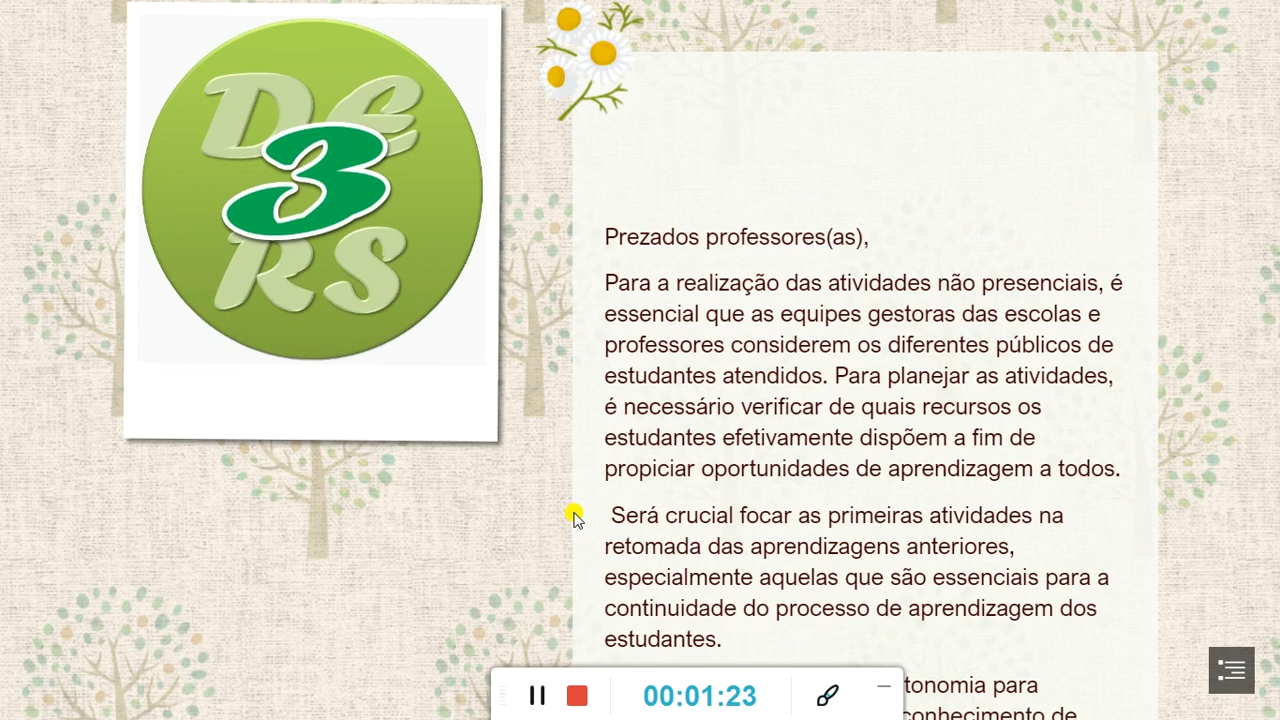 DE
3
RS
Prezados professores(as),
Para a realização das atividades não presenciais, é
essencial que as equipes gestoras das escolas e
professores considerem os diferentes públicos de
estudantes atendidos. Para planejar as atividades,
é necessário verificar de quais recursos os
estudantes efetivamente dispõem a fim de
propiciar oportunidades de aprendizagem a todos.
Será crucial focar as primeiras atividades na
retomada das aprendizagens anteriores,
especialmente aquelas que são essenciais para a
continuidade do processo de aprendizagem dos
estudantes.
para
de
00:01:23